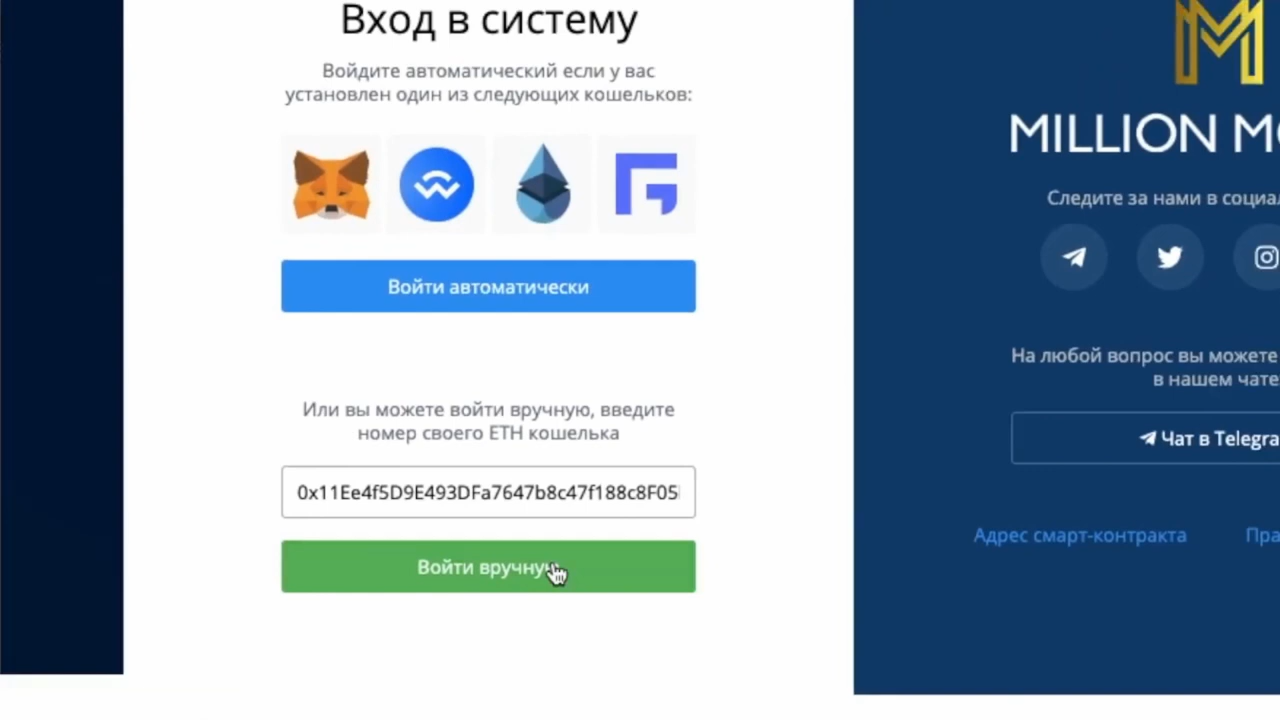 Вход в систему
Войдите автоматический если у вас
установлен один из следующих кошельков:
Войти автоматически
Или вы можете войти вручную, введите
номер своего ETH кошелька
0x11Ee4f5D9E493DFa7647b8c47f188c8F05
Войти вручную
MILLION
Следите за нами в
На любой вопрос вы можете
в нашем чате
Чат в
Адрес смарт-контракта